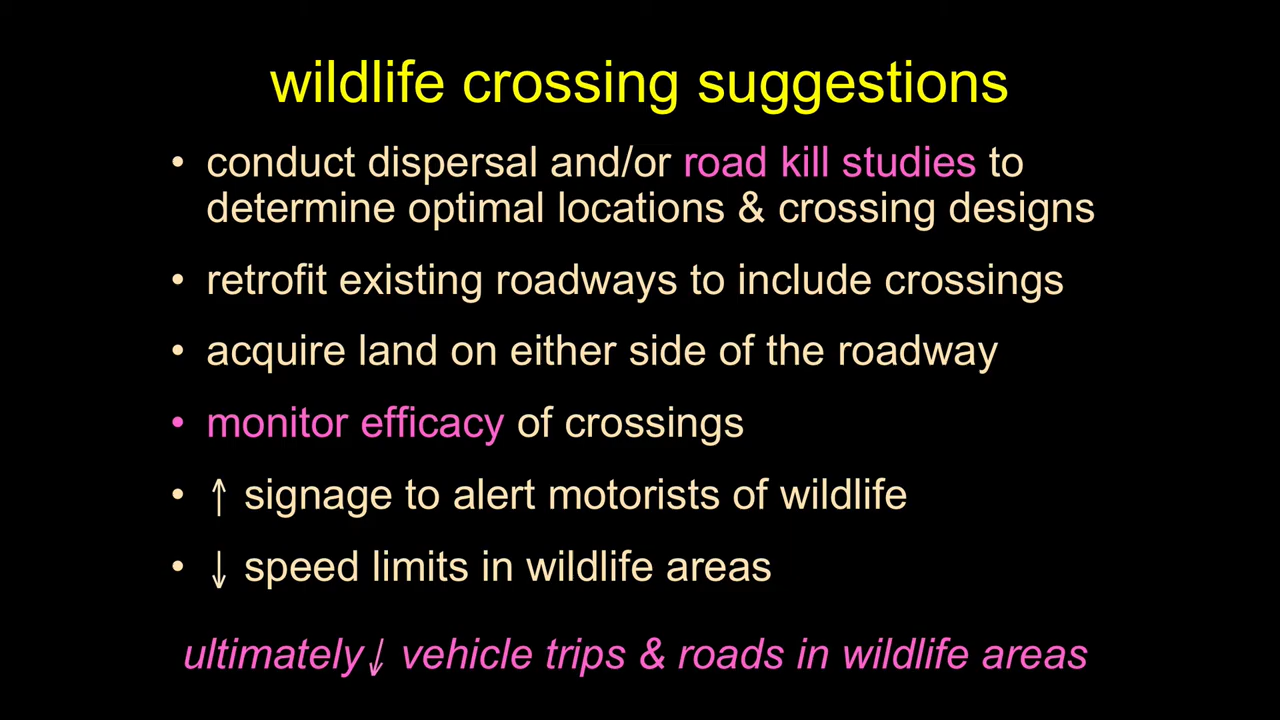 wildlife crossing suggestions
• conduct dispersal and/or road kill studies to
determine optimal locations & crossing designs
• retrofit existing roadways to include crossings
• acquire land on either side of the roadway
• monitor efficacy of crossings
• ↑ signage to alert motorists of wildlife
• ↓ speed limits in wildlife areas
ultimately↓ vehicle trips & roads in wildlife areas